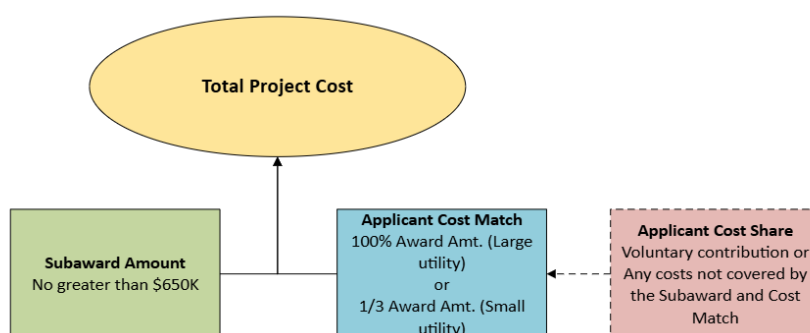 Total Project Cost
Subaward Amount
No greater than $650K
Applicant Cost Match
100% Award Amt. (Large
utility)
or
1/3 Award Amt. (Small
utility)
Applicant Cost Share
Voluntary contribution or
Any costs not covered by
the Subaward and Cost
Match